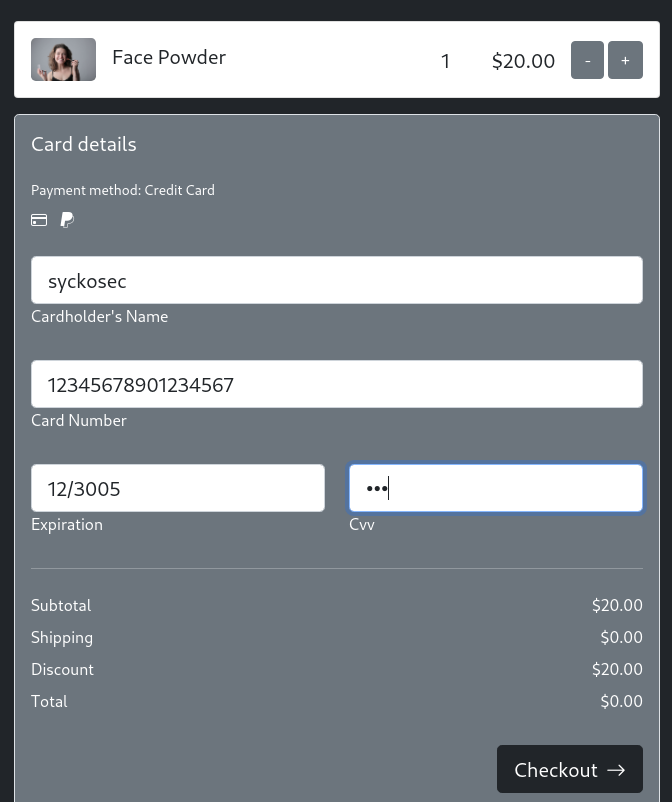 Face Powder 1 $20.00 - +
Card details
Payment method: Credit Card
syckosec
Cardholder's Name
12345678901234567
Card Number
12/3005 •••
Expiration Cvv
Subtotal $20.00
Shipping $0.00
Discount $20.00
Total $0.00
Checkout →